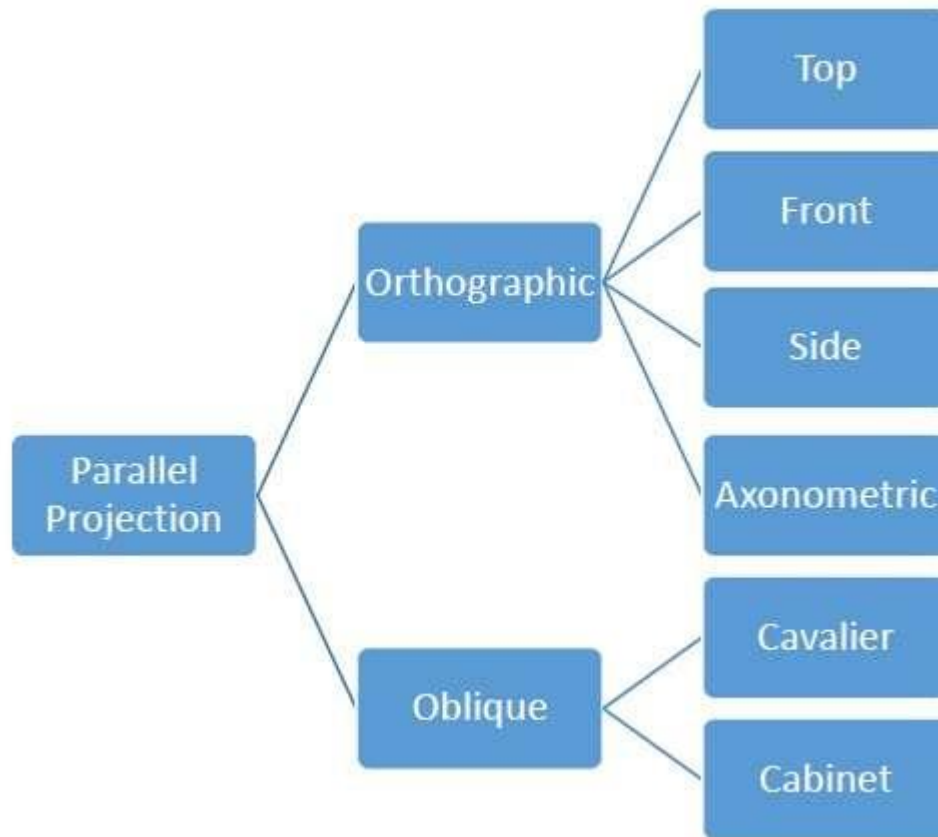 Top
Front
Orthographic
Side
Parallel
Projection
Axonometric
Cavalier
Oblique
Cabinet